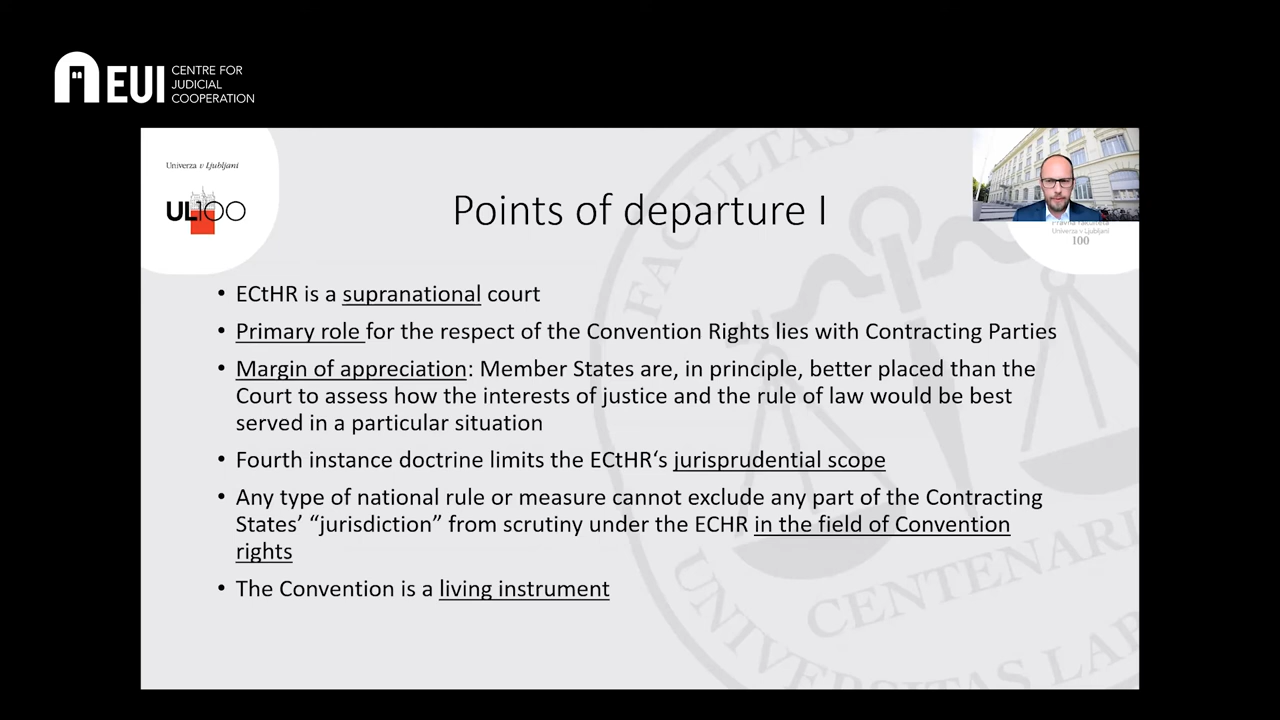 EUI
CENTRE FOR
JUDICIAL
COOPERATION
Univerza v Ljubljani
UL100
Points of departure I
Pravna fakulteta
Univerza v Ljubljani
100
• ECtHR is a supranational court
• Primary role for the respect of the Convention Rights lies with Contracting Parties
• Margin of appreciation: Member States are, in principle, better placed than the
Court to assess how the interests of justice and the rule of law would be best
served in a particular situation
• Fourth instance doctrine limits the ECtHR‘s jurisprudential scope
• Any type of national rule or measure cannot exclude any part of the Contracting
States’ “jurisdiction” from scrutiny under the ECHR in the field of Convention
rights
• The Convention is a living instrument
FACULTAS
CENTENARI
UNIVERSITAS LAB